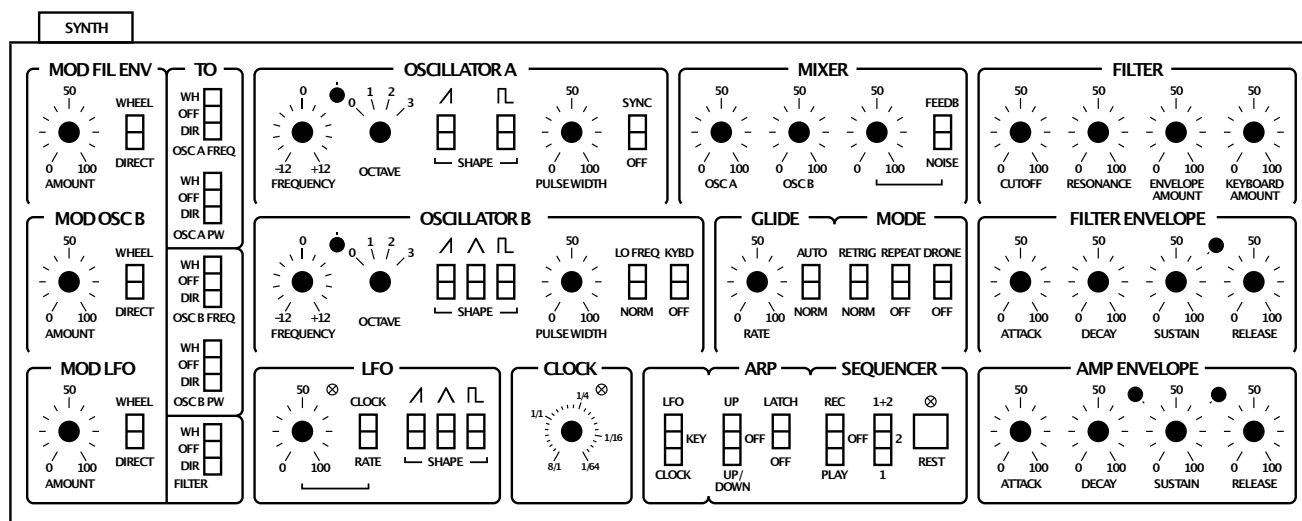 SYNTH
MOD FIL ENV
50
WHEEL
0 100
DIRECT
AMOUNT
TO
WH
OFF
DIR
OSC A FREQ
WH
OFF
DIR
OSC A PW
OSCILLATOR A
0
-12 +12
FREQUENCY
0 1 2 3
OCTAVE
SHAPE
50
0 100
PULSE WIDTH
SYNC
OFF
MIXER
50
0 100
OSC A
50
0 100
OSC B
50
0 100
FEEDB
NOISE
FILTER
50
0 100
CUTOFF
50
0 100
RESONANCE
50
0 100
ENVELOPE
AMOUNT
50
0 100
KEYBOARD
AMOUNT
MOD OSC B
50
WHEEL
0 100
DIRECT
AMOUNT
WH
OFF
DIR
OSC B FREQ
WH
OFF
DIR
OSC B PW
OSCILLATOR B
0
-12 +12
FREQUENCY
0 1 2 3
OCTAVE
SHAPE
50
0 100
PULSE WIDTH
LO FREQ
NORM
KYBD
OFF
GLIDE
50
0 100
RATE
AUTO
NORM
MODE
RETRIG
NORM
REPEAT
OFF
DRONE
OFF
FILTER ENVELOPE
50
0 100
ATTACK
50
0 100
DECAY
50
0 100
SUSTAIN
50
0 100
RELEASE
MOD LFO
50
WHEEL
0 100
DIRECT
AMOUNT
WH
OFF
DIR
FILTER
LFO
50
0 100
CLOCK
RATE
SHAPE
CLOCK
1/4
1/1
1/16
8/1 1/64
ARP
LFO
KEY
CLOCK
UP
OFF
UP/
DOWN
LATCH
OFF
SEQUENCER
REC
OFF
PLAY
1+2
2
1
REST
AMP ENVELOPE
50
0 100
ATTACK
50
0 100
DECAY
50
0 100
SUSTAIN
50
0 100
RELEASE